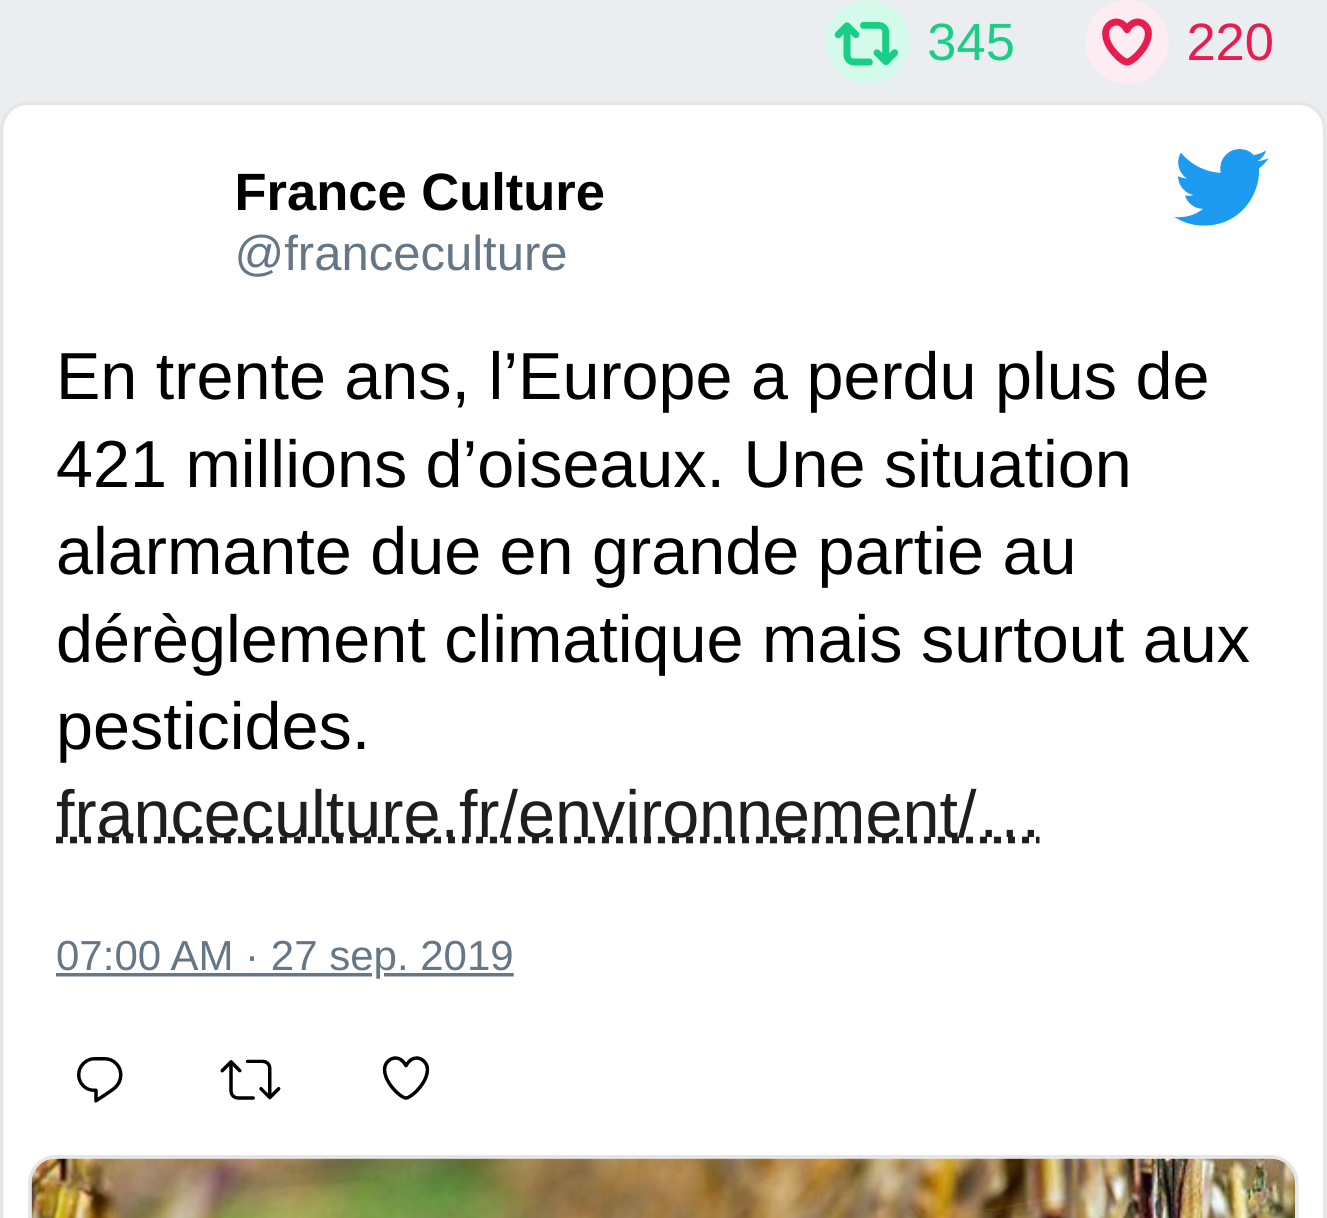 345 220
France Culture
@franceculture
En trente ans, l’Europe a perdu plus de
421 millions d’oiseaux. Une situation
alarmante due en grande partie au
dérèglement climatique mais surtout aux
pesticides.
franceculture.fr/environnement/…
07:00 AM · 27 sep. 2019